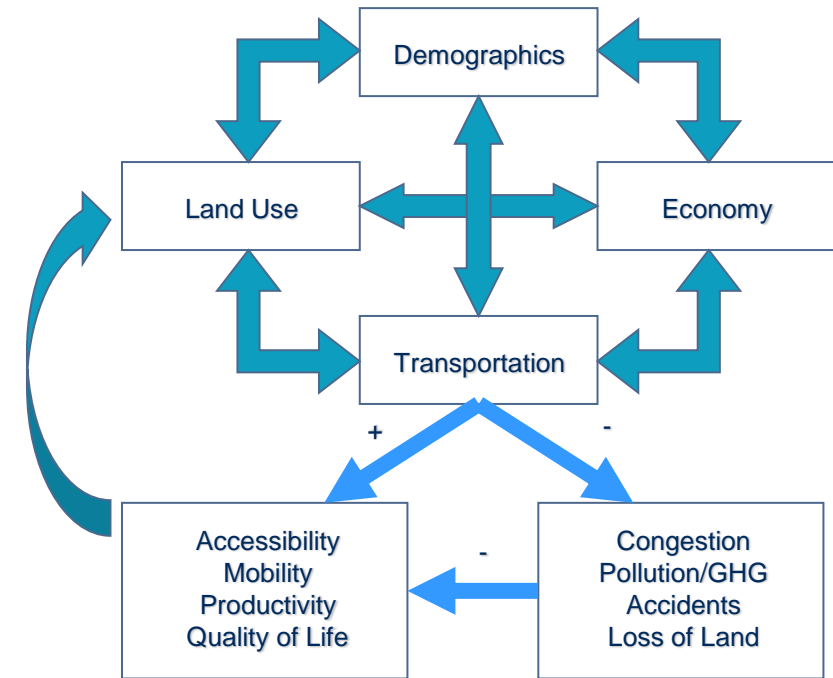 Demographics
Land Use
Economy
Transportation
+
-
Accessibility
Mobility
Productivity
Quality of Life
-
Congestion
Pollution/GHG
Accidents
Loss of Land